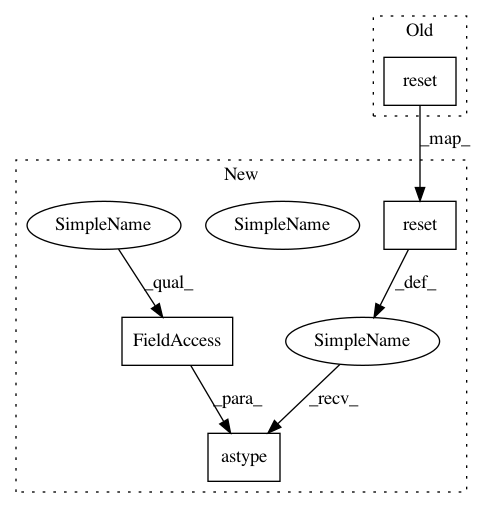 Old
reset
_map_
New
SimpleName
SimpleName
reset
_qual_
_def_
FieldAccess
SimpleName
_para_
_recv_
astype